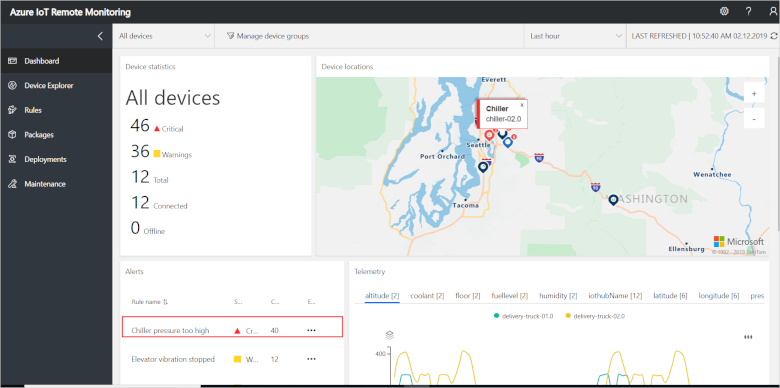 Azure IoT Remote Monitoring
All devices
Manage device groups
Last hour
LAST REFRESHED | 10:52:40 AM 02.12.2019
Dashboard
Device Explorer
Rules
Packages
Deployments
Maintenance
Device statistics
All devices
46 Critical
36 Warnings
12 Total
12 Connected
0 Offline
Device locations
Everett
Chiller x
chiller-02.0
Seattle
Port Orchard
90
Tacoma
WASHINGTON
Wenatchee
Ellensburg
+
-
Microsoft
Alerts
Rule name S... C... E...
Chiller pressure too high Cr... 40 ...
Elevator vibration stopped W... 12 ...
Telemetry
altitude [2] coolant [2] floor [2] fuellevel [2] humidity [2] iothubName [12] latitude [6] longitude [6] pres
delivery-truck-01.0 delivery-truck-02.0
400